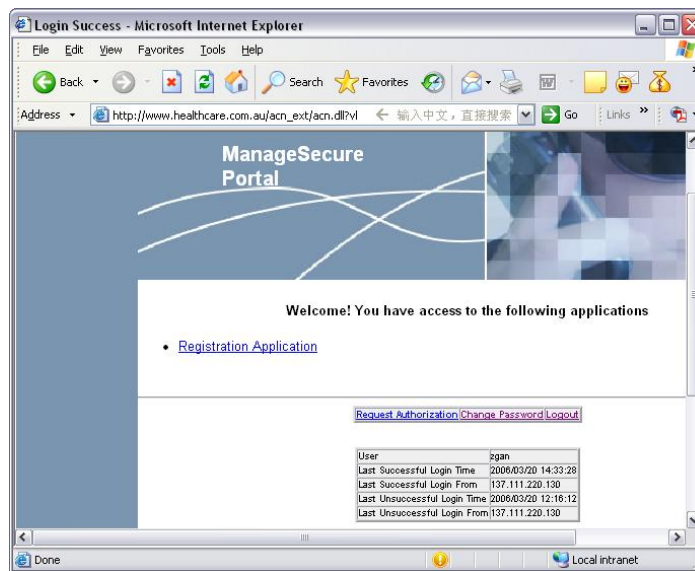 Login Success - Microsoft Internet Explorer
File Edit View Favorites Tools Help
Back Search Favorites
Address http://www.healthcare.com.au/acn_ext/acn.dll?vl 输入中文，直接搜索 Go Links »
ManageSecure
Portal
Welcome! You have access to the following applications
• Registration Application
Request Authorization Change Password Logout
User zgan
Last Successful Login Time 2006/03/20 14:33:28
Last Successful Login From 137.111.220.130
Last Unsuccessful Login Time 2006/03/20 12:16:12
Last Unsuccessful Login From 137.111.220.130
Done Local intranet